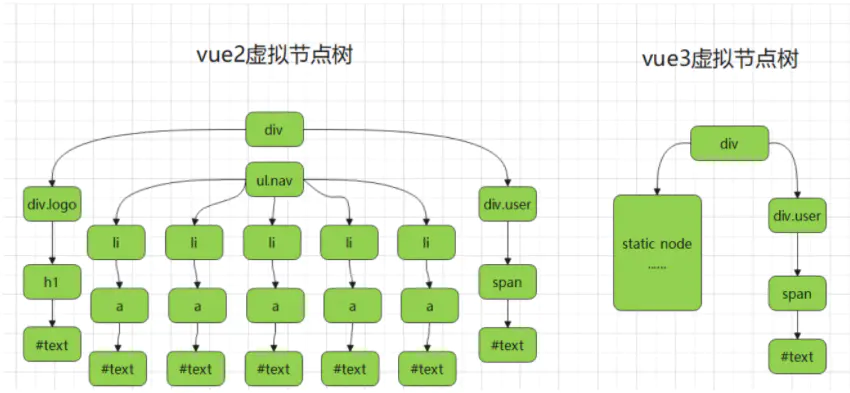 vue2虚拟节点树
vue3虚拟节点树
div
ul.nav
div.logo
div.user
li
li
li
li
li
h1
span
a
a
a
a
a
#text
#text
#text
#text
#text
#text
#text
div
static node
......
div.user
span
#text